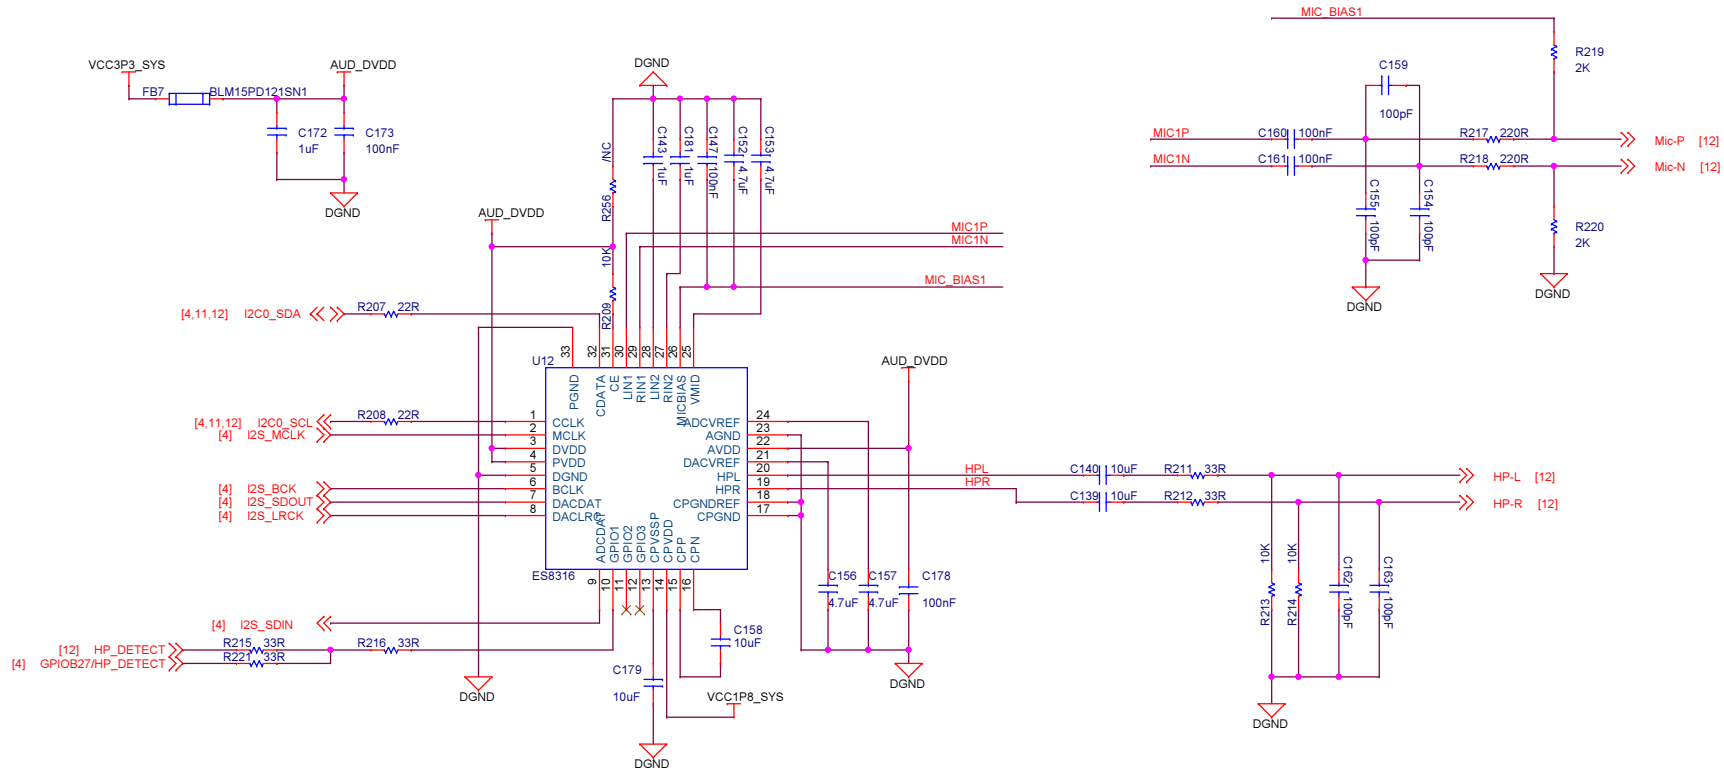 MIC_BIAS1
R219
2K
VCC3P3_SYS
AUD_DVDD
FB7
BLM15PD121SN1
C172
1uF
C173
100nF
DGND
DGND
/NC
R256
C143
1uF
C181
1uF
C147
100nF
C152
4.7uF
C153
4.7uF
C159
100pF
MIC1P
C160
100nF
R217
220R
Mic-P [12]
MIC1N
C161
100nF
R218
220R
Mic-N [12]
C155
100pF
C154
100pF
R220
2K
DGND
DGND
AUD_DVDD
10K
R209
MIC1P
MIC1N
MIC_BIAS1
[4,11,12] I2C0_SDA
R207
22R
U12
33
32
31
30
29
28
27
26
25
PGND
CDATA
CE
LIN1
RIN1
LIN2
RIN2
MICBIAS
VMID
AUD_DVDD
[4,11,12] I2C0_SCL
R208
22R
[4] I2S_MCLK
[4] I2S_BCK
[4] I2S_SDOUT
[4] I2S_LRCK
1
CCLK
2
MCLK
3
DVDD
4
PVDD
5
DGND
6
BCLK
7
DACDAT
8
DACLRC
24
ADCVREF
23
AGND
22
AVDD
21
DACVREF
20
HPL
19
HPR
18
CPGNDREF
17
CPGND
ADCDAT
GPIO1
GPIO2
GPIO3
CPVSSP
CPVDD
CPP
CPN
ES8316
9
10
11
12
13
14
15
16
HPL
HPR
C140
10uF
R211
33R
HP-L [12]
C139
10uF
R212
33R
HP-R [12]
10K
R213
10K
R214
C162
100pF
C163
100pF
DGND
C156
4.7uF
C157
4.7uF
C178
100nF
DGND
[4] I2S_SDIN
[12] HP_DETECT
R215
33R
R216
33R
[4] GPIOB27/HP_DETECT
R221
33R
DGND
C158
10uF
C179
10uF
VCC1P8_SYS
DGND